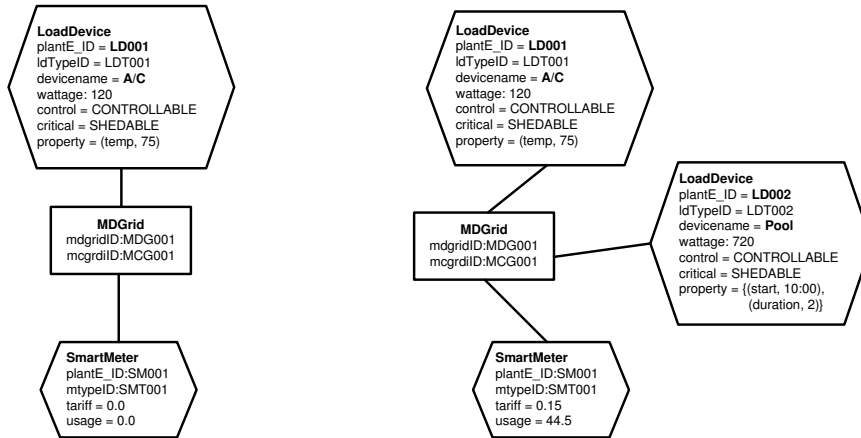 LoadDevice
plantE_ID = LD001
ldTypeID = LDT001
devicename = A/C
wattage: 120
control = CONTROLLABLE
critical = SHEDABLE
property = (temp, 75)
MDGrid
mdgridID:MDG001
mcgrdiID:MCG001
SmartMeter
plantE_ID:SM001
mtypeID:SMT001
tariff = 0.0
usage = 0.0
LoadDevice
plantE_ID = LD001
ldTypeID = LDT001
devicename = A/C
wattage: 120
control = CONTROLLABLE
critical = SHEDABLE
property = (temp, 75)
LoadDevice
plantE_ID = LD002
ldTypeID = LDT002
devicename = Pool
wattage: 720
control = CONTROLLABLE
critical = SHEDABLE
property = {(start, 10:00),
(duration, 2)}
MDGrid
mdgridID:MDG001
mcgrdiID:MCG001
SmartMeter
plantE_ID:SM001
mtypeID:SMT001
tariff = 0.15
usage = 44.5